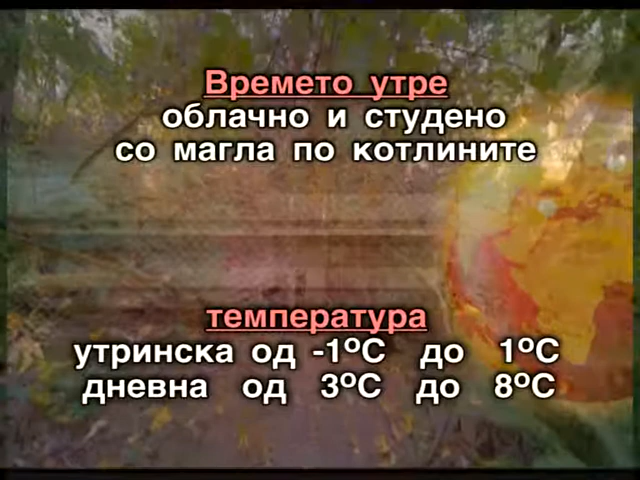 Времето утре
облачно и студено
со магла по котлините
температура
утринска од -1ºC до 1ºC
дневна од 3ºC до 8ºC